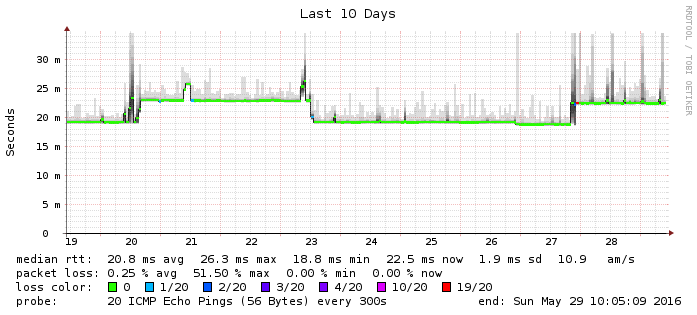 Last 10 Days
RRDTOOL / TOBI OETIKER
Seconds
30 m
25 m
20 m
15 m
10 m
5 m
0
19 20 21 22 23 24 25 26 27 28
median rtt: 20.8 ms avg 26.3 ms max 18.8 ms min 22.5 ms now 1.9 ms sd 10.9 am/s
packet loss: 0.25 % avg 51.50 % max 0.00 % min 0.00 % now
loss color: 0 1/20 2/20 3/20 4/20 10/20 19/20
probe: 20 ICMP Echo Pings (56 Bytes) every 300s end: Sun May 29 10:05:09 2016